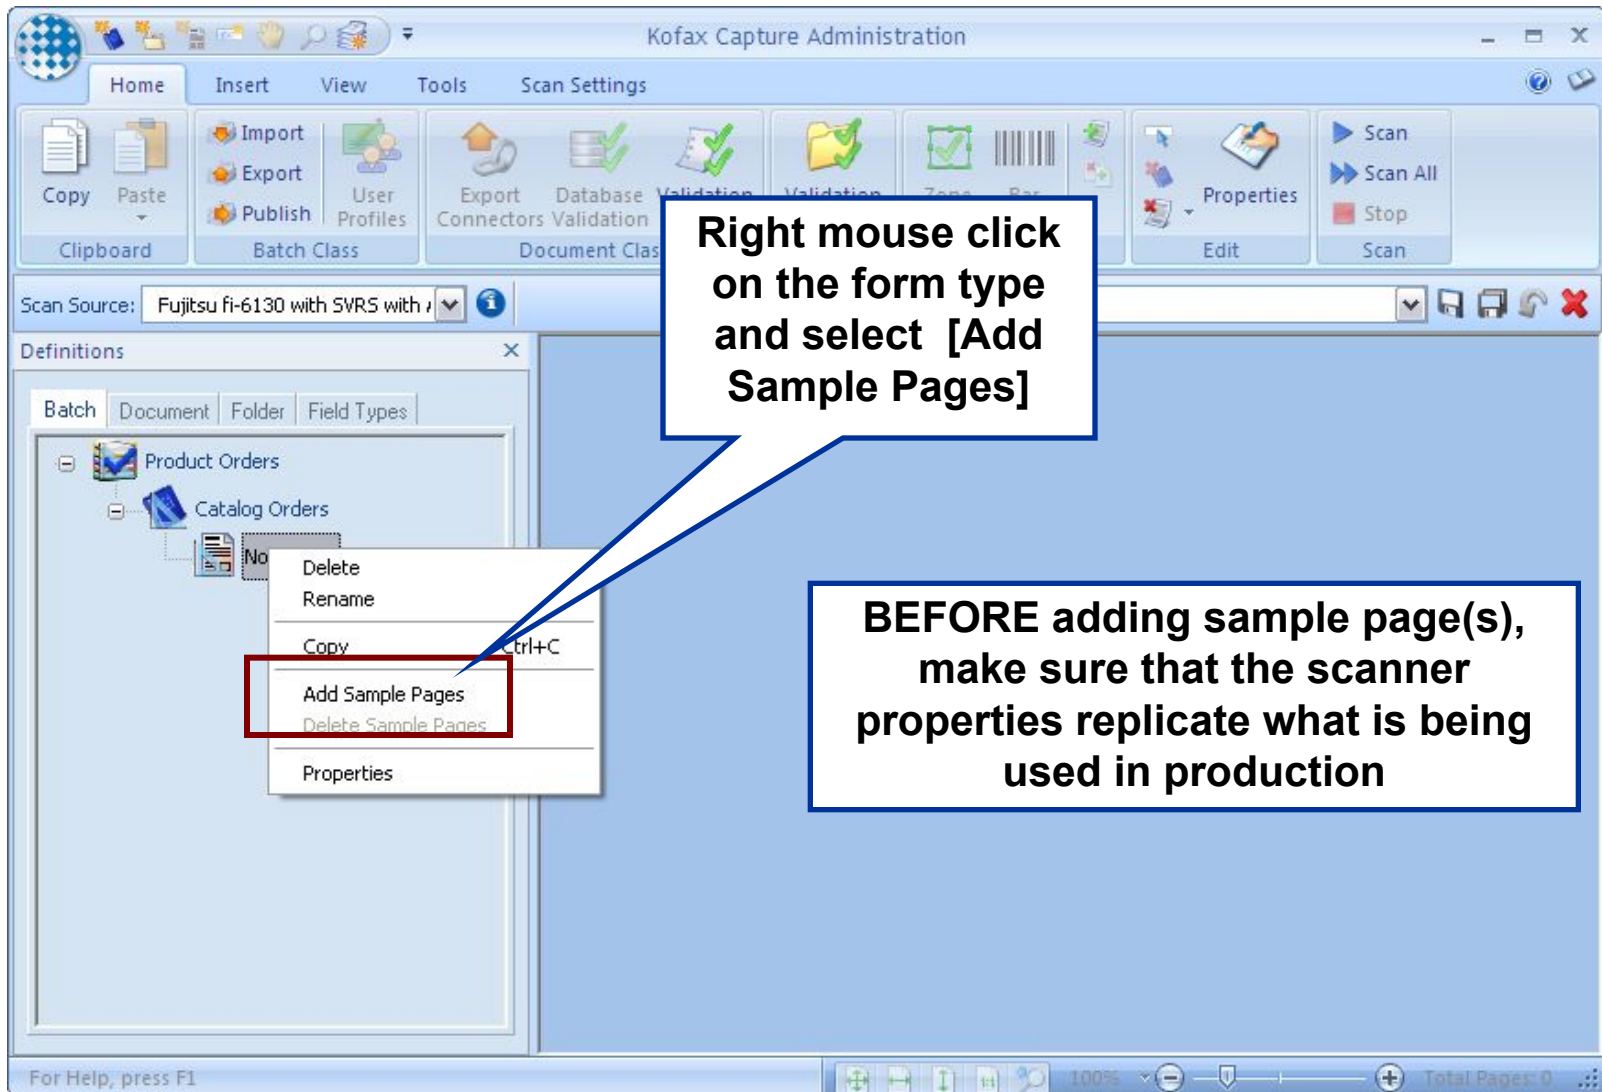 Kofax Capture Administration
Home Insert View Tools Scan Settings
Copy
Paste
Clipboard
Import
Export
Publish
User
Profiles
Batch Class
Export
Connectors
Database
Validation
Validation
Validation
Zone
Bar
Document Clas
Properties
Edit
Scan
Scan All
Stop
Scan
Right mouse click
on the form type
and select [Add
Sample Pages]
Scan Source: Fujitsu fi-6130 with SVRS with
Definitions
Batch Document Folder Field Types
Product Orders
Catalog Orders
No
Delete
Rename
Copy Ctrl+C
Add Sample Pages
Delete Sample Pages
Properties
BEFORE adding sample page(s),
make sure that the scanner
properties replicate what is being
used in production
For Help, press F1
100%
Total Pages: 0